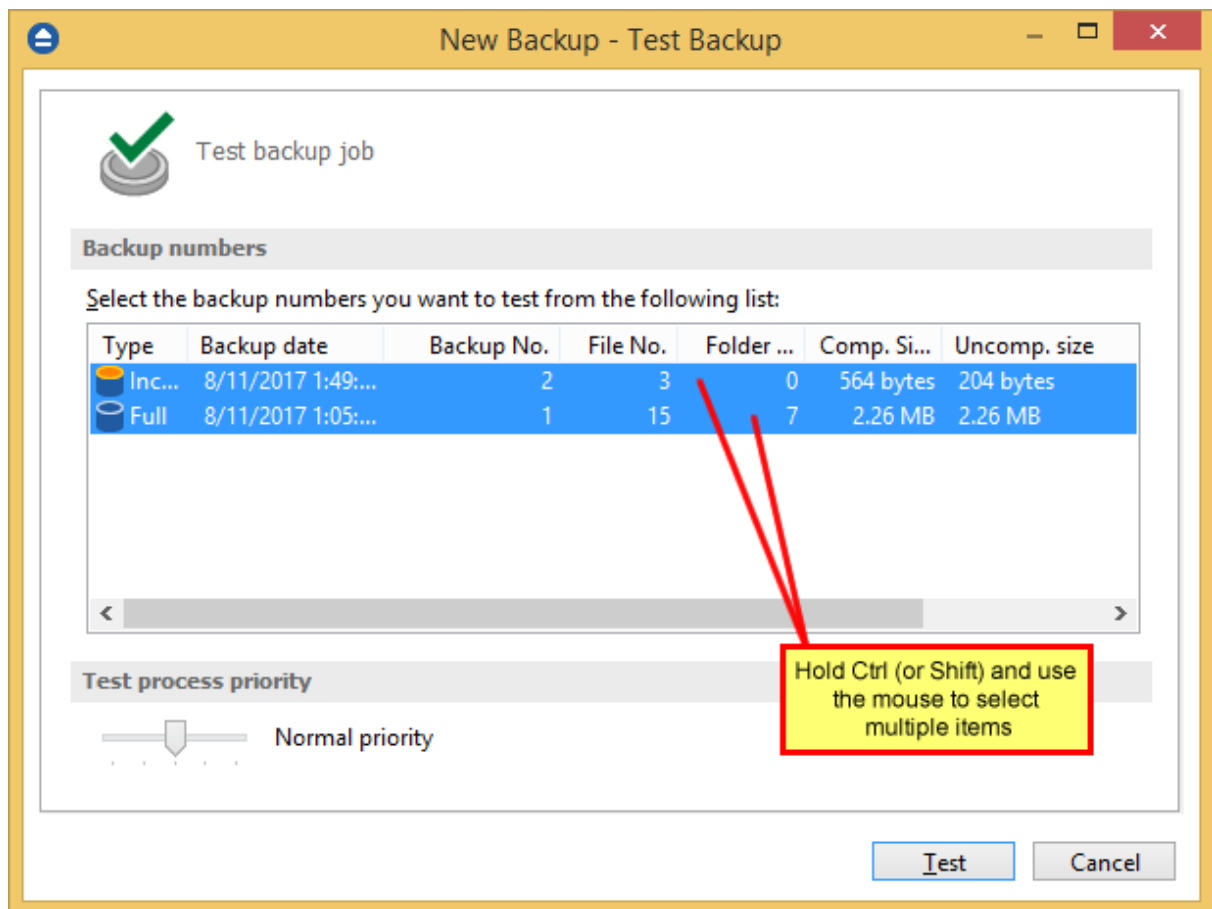 New Backup - Test Backup
Test backup job
Backup numbers
Select the backup numbers you want to test from the following list:
Type Backup date Backup No. File No. Folder ... Comp. Si... Uncomp. size
Inc... 8/11/2017 1:49:... 2 3 0 564 bytes 204 bytes
Full 8/11/2017 1:05:... 1 15 7 2.26 MB 2.26 MB
Hold Ctrl (or Shift) and use
the mouse to select
multiple items
Test process priority
Normal priority
Test Cancel